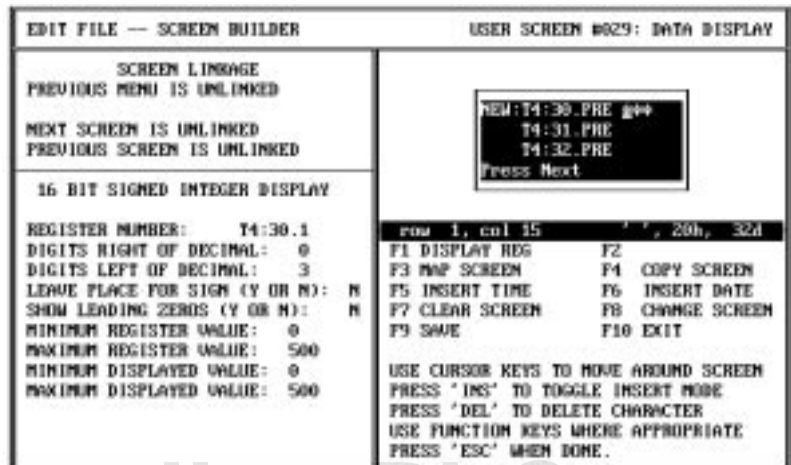 EDIT FILE -- SCREEN BUILDER
USER SCREEN #029: DATA DISPLAY
SCREEN LINKAGE
PREVIOUS MENU IS UNLINKED
NEXT SCREEN IS UNLINKED
PREVIOUS SCREEN IS UNLINKED
16 BIT SIGNED INTEGER DISPLAY
REGISTER NUMBER: T4:30.1
DIGITS RIGHT OF DECIMAL: 0
DIGITS LEFT OF DECIMAL: 3
LEAVE PLACE FOR SIGN (Y OR N): N
SHOW LEADING ZEROS (Y OR N): N
MINIMUM REGISTER VALUE: 0
MAXIMUM REGISTER VALUE: 500
MINIMUM DISPLAYED VALUE: 0
MAXIMUM DISPLAYED VALUE: 500
NEW:T4:30.PRE
T4:31.PRE
T4:32.PRE
Press Next
row 1, col 15 ' ', 20h, 32d
F1 DISPLAY REG F2
F3 MAP SCREEN F4 COPY SCREEN
F5 INSERT TIME F6 INSERT DATE
F7 CLEAR SCREEN F8 CHANGE SCREEN
F9 SAVE F10 EXIT
USE CURSOR KEYS TO MOVE AROUND SCREEN
PRESS 'INS' TO TOGGLE INSERT MODE
PRESS 'DEL' TO DELETE CHARACTER
USE FUNCTION KEYS WHERE APPROPRIATE
PRESS 'ESC' WHEN DONE.